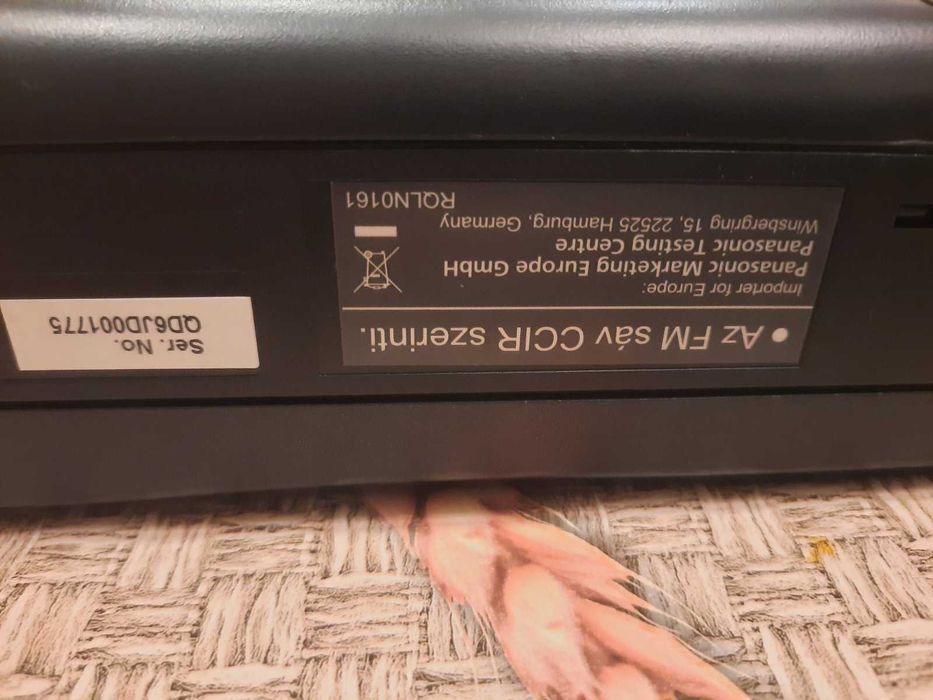 ● Az FM sáv CCIR szerinti.
Importer for Europe:
Panasonic Marketing Europe GmbH
Panasonic Testing Centre
Winsbergring 15, 22525 Hamburg, Germany
RQLN0161
Ser. No.
QD6JD001775